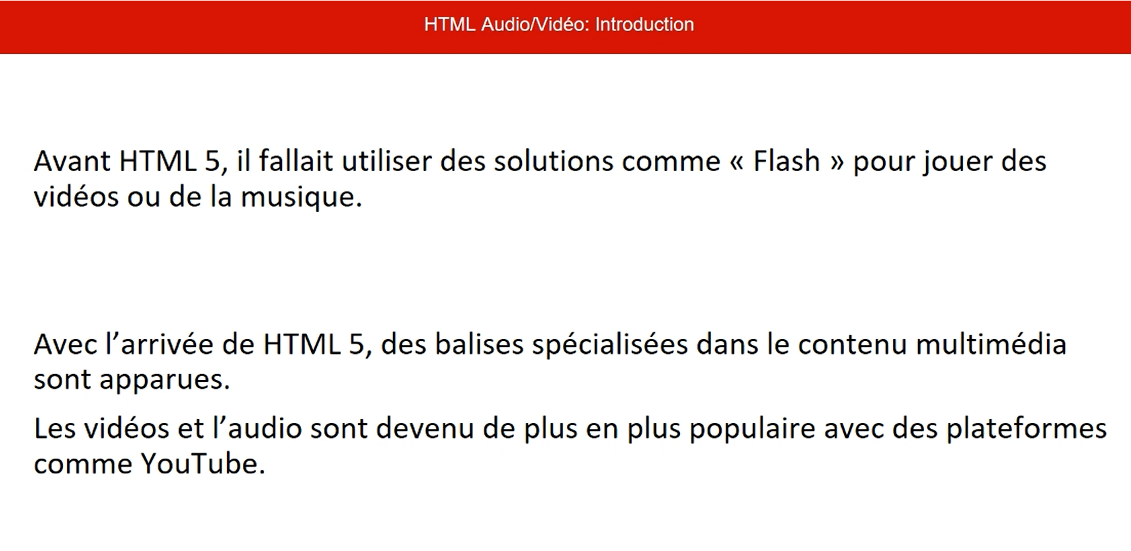 HTML Audio/Vidéo: Introduction
Avant HTML 5, il fallait utiliser des solutions comme « Flash » pour jouer des
vidéos ou de la musique.
Avec l’arrivée de HTML 5, des balises spécialisées dans le contenu multimédia
sont apparues.
Les vidéos et l’audio sont devenu de plus en plus populaire avec des plateformes
comme YouTube.